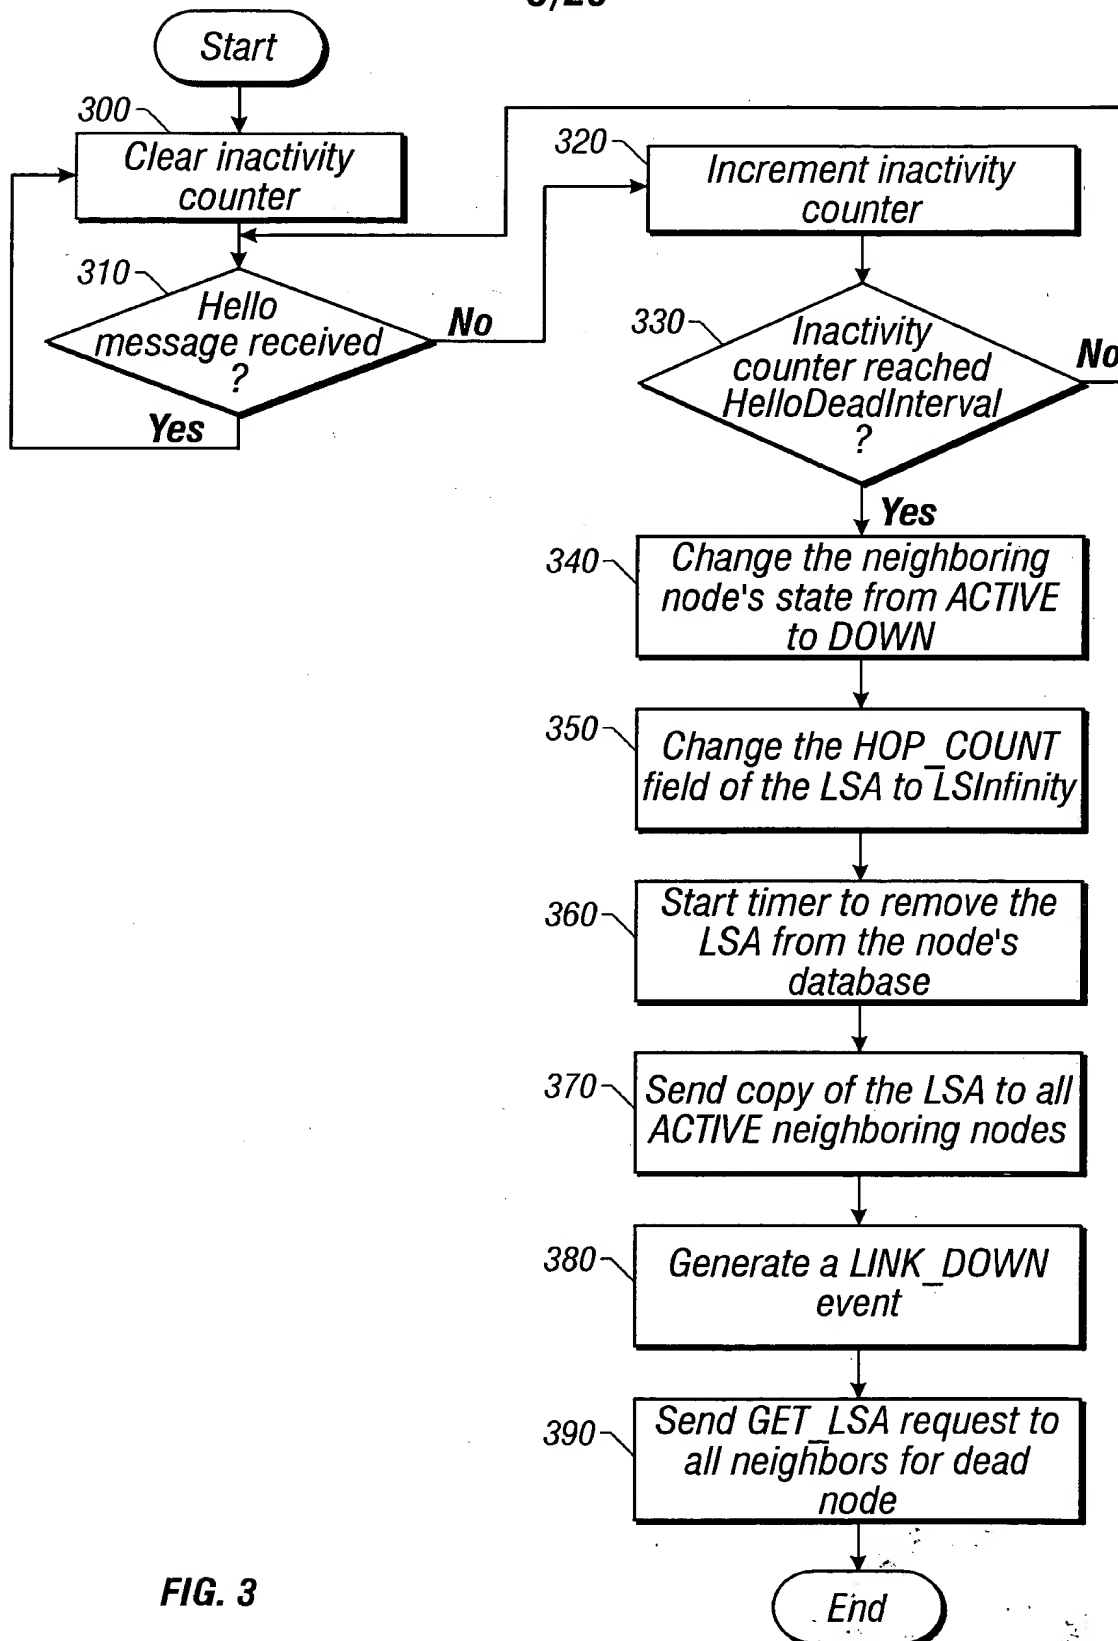 Start
300
Clear inactivity
counter
310
Hello
message received
?
No
Yes
320
Increment inactivity
counter
330
Inactivity
counter reached
HelloDeadInterval
?
No
Yes
340
Change the neighboring
node's state from ACTIVE
to DOWN
350
Change the HOP_COUNT
field of the LSA to LSInfinity
360
Start timer to remove the
LSA from the node's
database
370
Send copy of the LSA to all
ACTIVE neighboring nodes
380
Generate a LINK_DOWN
event
390
Send GET_LSA request to
all neighbors for dead
node
End
FIG. 3